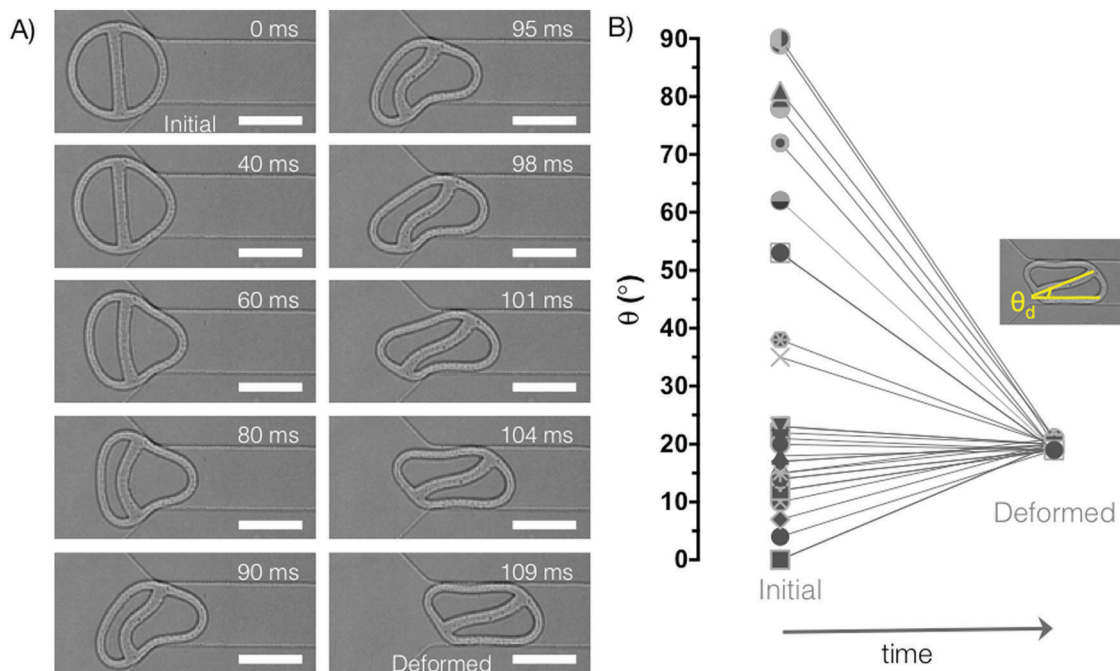 A)
0 ms
Initial
40 ms
60 ms
80 ms
90 ms
95 ms
98 ms
101 ms
104 ms
109 ms
Deformed
B)
90
80
70
60
50
40
30
20
10
0
θ (°)
θd
Initial
Deformed
time